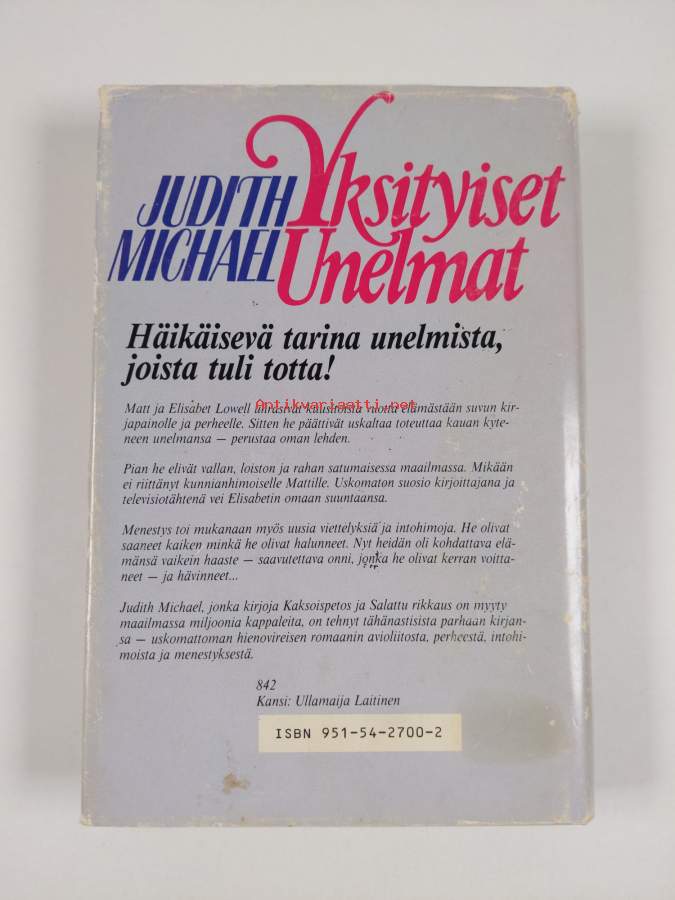 JUDITH
MICHAEL
Yksityiset
Unelmat
Häikäisevä tarina unelmista,
joista tuli totta!
Antikvariaatti.net
Matt ja Elisabet Lowell vuotta elämästään suvun kir-
japainolle ja perheelle. Sitten he päättivät uskaltaa toteuttaa kauan kyte-
neen unelmansa — perustaa oman lehden.
Pian he elivät vallan, loiston ja rahan satumaisessa maailmassa. Mikään
ei riittänyt kunnianhimoiselle Mattille. Uskomaton suosio kirjoittajana ja
televisiotähtenä vei Elisabetin omaan suuntaansa.
Menestys toi mukanaan myös uusia viettelyksiä ja intohimoja. He olivat
saaneet kaiken minkä he olivat halunneet. Nyt heidän oli kohdattava elä-
mänsä vaikein haaste — saavutettava onni, jonka he olivat kerran voitta-
neet — ja hävinneet...
Judith Michael, jonka kirjoja Kaksoispetos ja Salattu rikkaus on myyty
maailmassa miljoonia kappaleita, on tehnyt tähänastisista parhaan kirjan-
sa — uskomattoman hienovireisen romaanin avioliitosta, perheestä, intohi-
moista ja menestyksestä.
842
Kansi: Ullamaija Laitinen
ISBN 951-54-2700-2